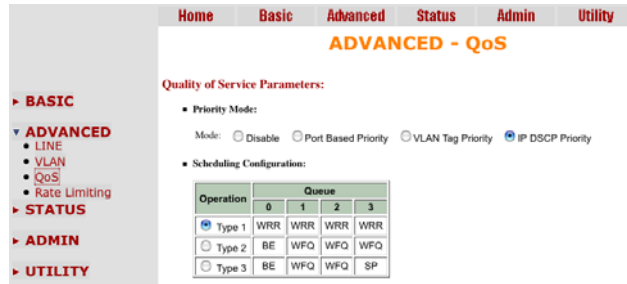 Home Basic Advanced Status Admin Utility
ADVANCED - QoS
BASIC
ADVANCED
LINE
VLAN
QoS
Rate Limiting
STATUS
ADMIN
UTILITY
Quality of Service Parameters:
Priority Mode:
Mode: Disable Port Based Priority VLAN Tag Priority IP DSCP Priority
Scheduling Configuration:
Operation Queue
0 1 2 3
Type 1 WRR WRR WRR WRR
Type 2 BE WFQ WFQ WFQ
Type 3 BE WFQ WFQ SP